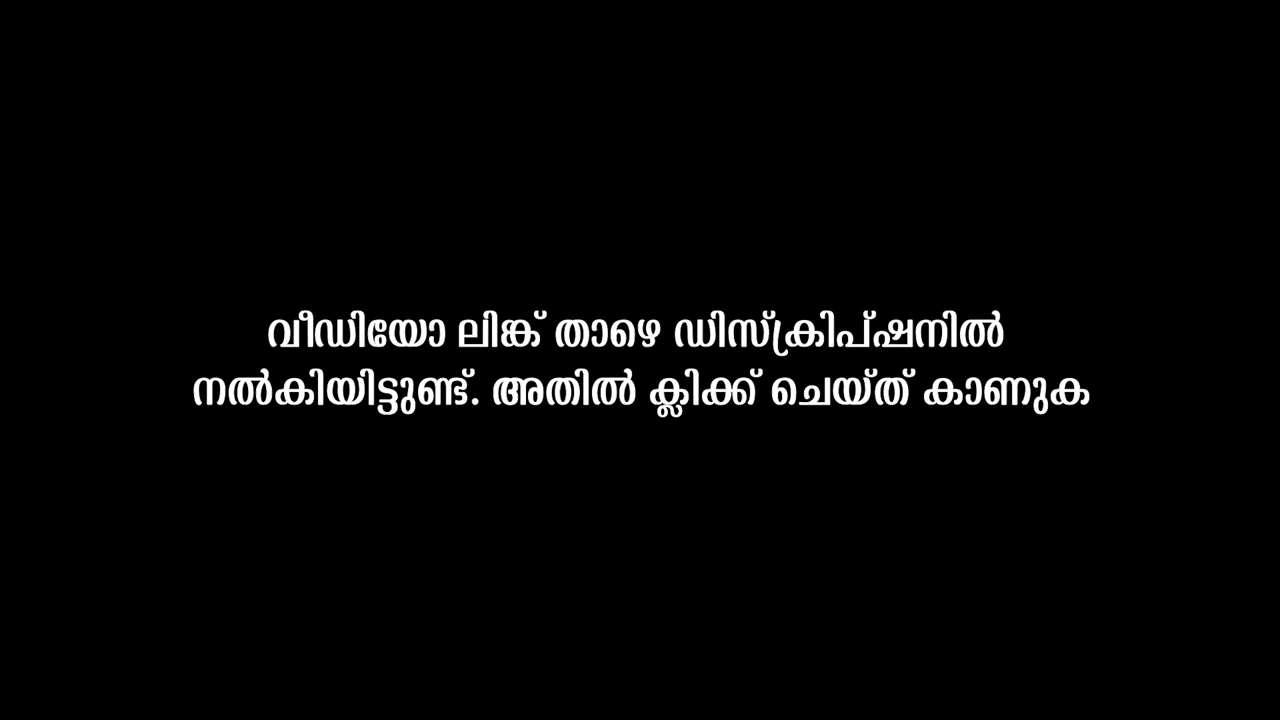 വീഡിയോ ലിങ്ക് താഴെ ഡിസ്ക്രിപ്ഷനിൽ
നൽകിയിട്ടുണ്ട്. അതിൽ ക്ലിക്ക് ചെയ്ത് കാണുക